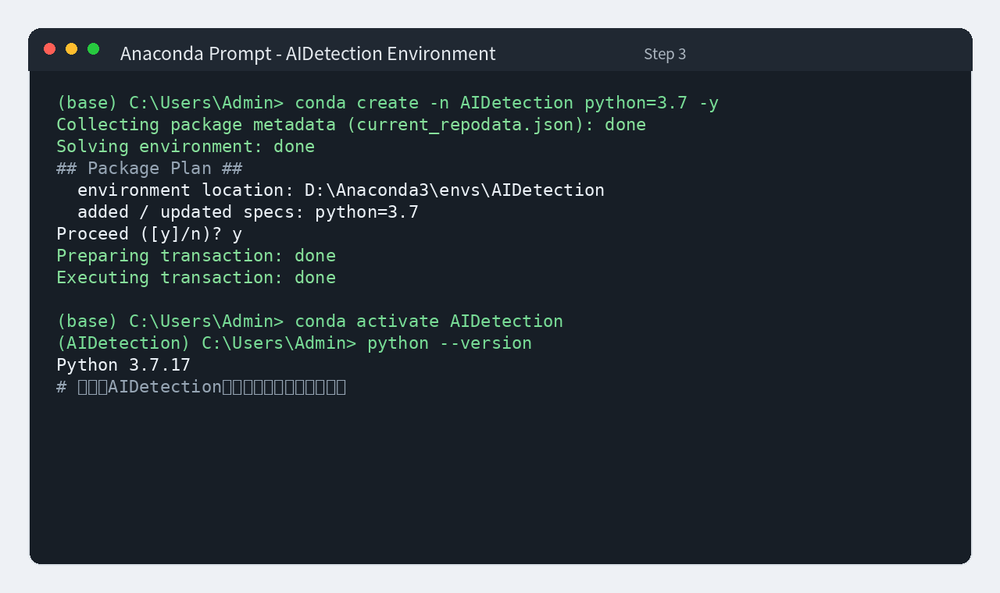 Anaconda Prompt - AIDetection Environment
Step 3
(base) C:\Users\Admin> conda create -n AIDetection python=3.7 -y
Collecting package metadata (current_repodata.json): done
Solving environment: done
## Package Plan ##
  environment location: D:\Anaconda3\envs\AIDetection
  added / updated specs: python=3.7
Proceed ([y]/n)? y
Preparing transaction: done
Executing transaction: done
(base) C:\Users\Admin> conda activate AIDetection
(AIDetection) C:\Users\Admin> python --version
Python 3.7.17
# AIDetection